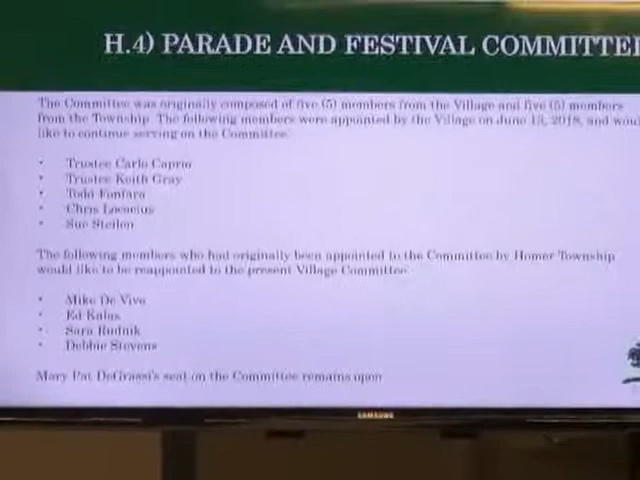 H.4) PARADE AND FESTIVAL COMMITTEE
The Committee was originally composed of five (5) members from the Village and five (5) members
from the Township. The following members were appointed by the Village on June 13, 2018, and
like to continue serving on the Committee.
• Trustee Carlo Caprio
• Trustee Keith Gray
• Todd Fonfara
• Chris
• Sue Steilen
The following members who had originally been appointed to the Committee by Homer Township
would like to be reappointed to the present Village Committee
• Mike De Vivo
• Ed Kalas
• Sara Rudnik
• Debbie Stevens
Mary Pat DeGrassi's seat on the Committee remains open
SAMSUNG